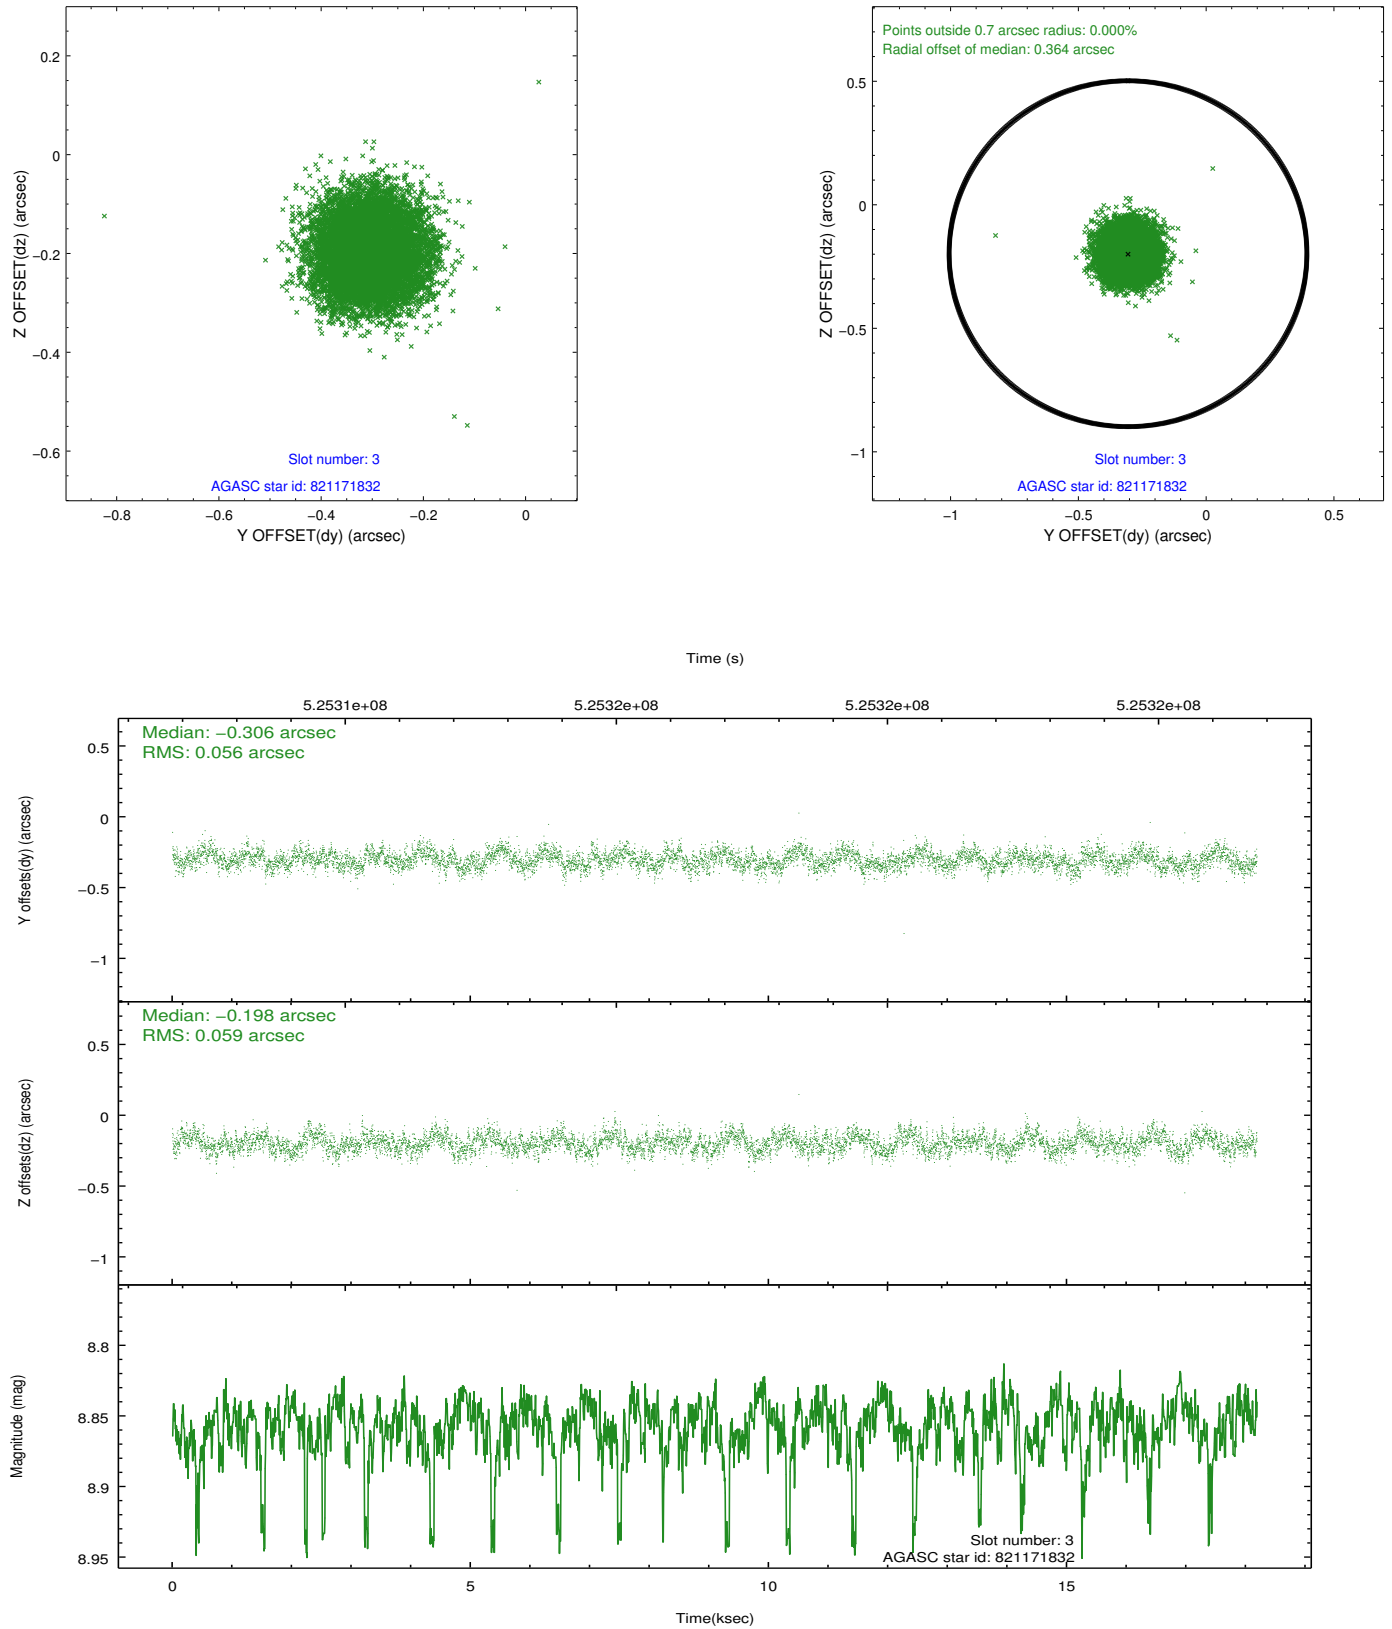 0.2
0
−0.2
−0.4
−0.6
Z OFFSET(dz) (arcsec)
Slot number: 3
AGASC star id: 821171832
−0.8
−0.6
−0.4
−0.2
0
Y OFFSET(dy) (arcsec)
Points outside 0.7 arcsec radius: 0.000%
Radial offset of median: 0.364 arcsec
0.5
0
−0.5
−1
Z OFFSET(dz) (arcsec)
Slot number: 3
AGASC star id: 821171832
−1
−0.5
0
0.5
Y OFFSET(dy) (arcsec)
Time (s)
5.2531e+08
5.2532e+08
5.2532e+08
5.2532e+08
Median: −0.306 arcsec
RMS: 0.056 arcsec
0.5
0
−0.5
−1
Y offsets(dy) (arcsec)
Median: −0.198 arcsec
RMS: 0.059 arcsec
0.5
0
−0.5
−1
Z offsets(dz) (arcsec)
8.8
8.85
8.9
8.95
Magnitude (mag)
Slot number: 3
AGASC star id: 821171832
0
5
10
15
Time(ksec)